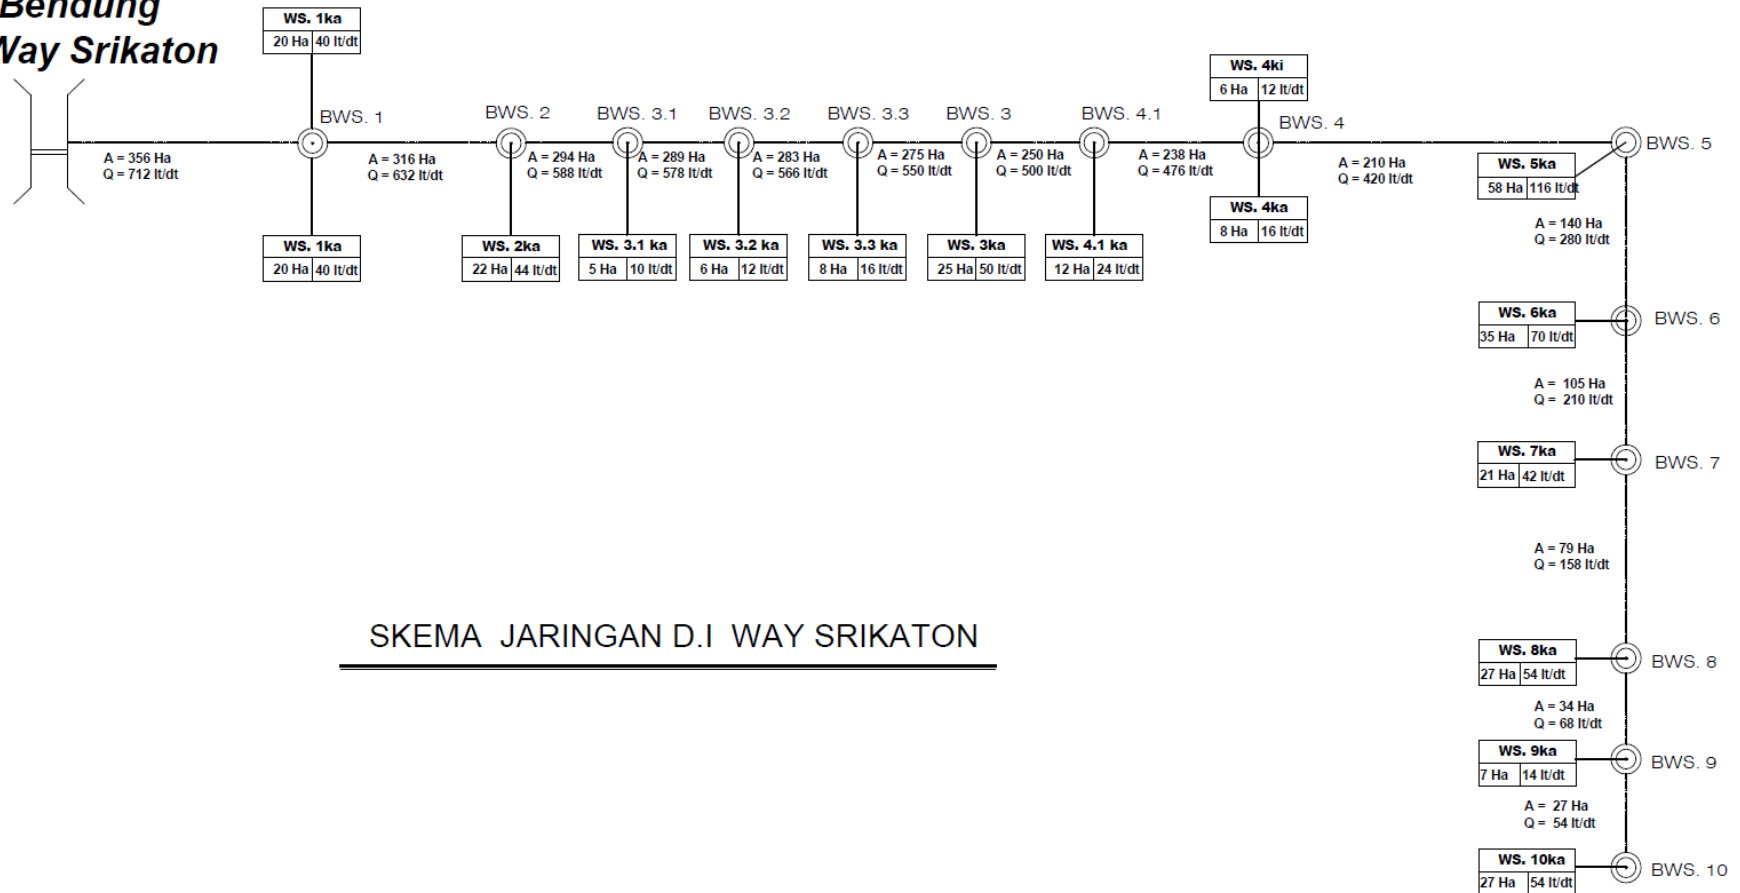 Bendung
Way Srikaton
WS. 1ka
20 Ha 40 lt/dt
BWS. 1
BWS. 2
BWS. 3.1
BWS. 3.2
BWS. 3.3
BWS. 3
BWS. 4.1
WS. 4ki
6 Ha 12 lt/dt
BWS. 4
BWS. 5
A = 356 Ha
Q = 712 lt/dt
A = 316 Ha
Q = 632 lt/dt
A = 294 Ha
Q = 588 lt/dt
A = 289 Ha
Q = 578 lt/dt
A = 283 Ha
Q = 566 lt/dt
A = 275 Ha
Q = 550 lt/dt
A = 250 Ha
Q = 500 lt/dt
A = 238 Ha
Q = 476 lt/dt
A = 210 Ha
Q = 420 lt/dt
WS. 5ka
58 Ha 116 lt/dt
WS. 1ka
20 Ha 40 lt/dt
WS. 2ka
22 Ha 44 lt/dt
WS. 3.1 ka
5 Ha 10 lt/dt
WS. 3.2 ka
6 Ha 12 lt/dt
WS. 3.3 ka
8 Ha 16 lt/dt
WS. 3ka
25 Ha 50 lt/dt
WS. 4.1 ka
12 Ha 24 lt/dt
WS. 4ka
8 Ha 16 lt/dt
A = 140 Ha
Q = 280 lt/dt
WS. 6ka
35 Ha 70 lt/dt
BWS. 6
A = 105 Ha
Q = 210 lt/dt
WS. 7ka
21 Ha 42 lt/dt
BWS. 7
A = 79 Ha
Q = 158 lt/dt
SKEMA JARINGAN D.I WAY SRIKATON
WS. 8ka
27 Ha 54 lt/dt
BWS. 8
A = 34 Ha
Q = 68 lt/dt
WS. 9ka
7 Ha 14 lt/dt
BWS. 9
A = 27 Ha
Q = 54 lt/dt
WS. 10ka
27 Ha 54 lt/dt
BWS. 10